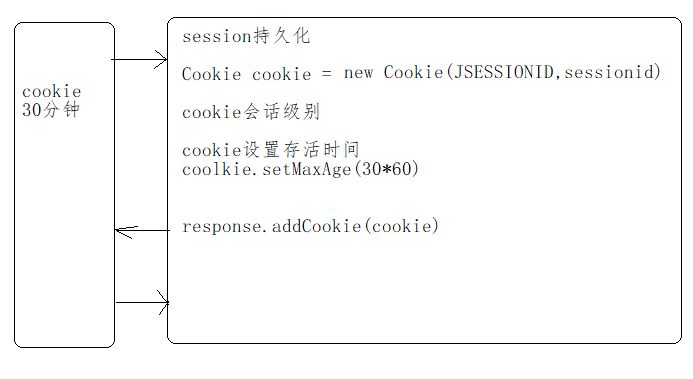 cookie
30分钟
session持久化
Cookie cookie = new Cookie(JSESSIONID,sessionid)
cookie会话级别
cookie设置存活时间
coolkie.setMaxAge(30*60)
response.addCookie(cookie)